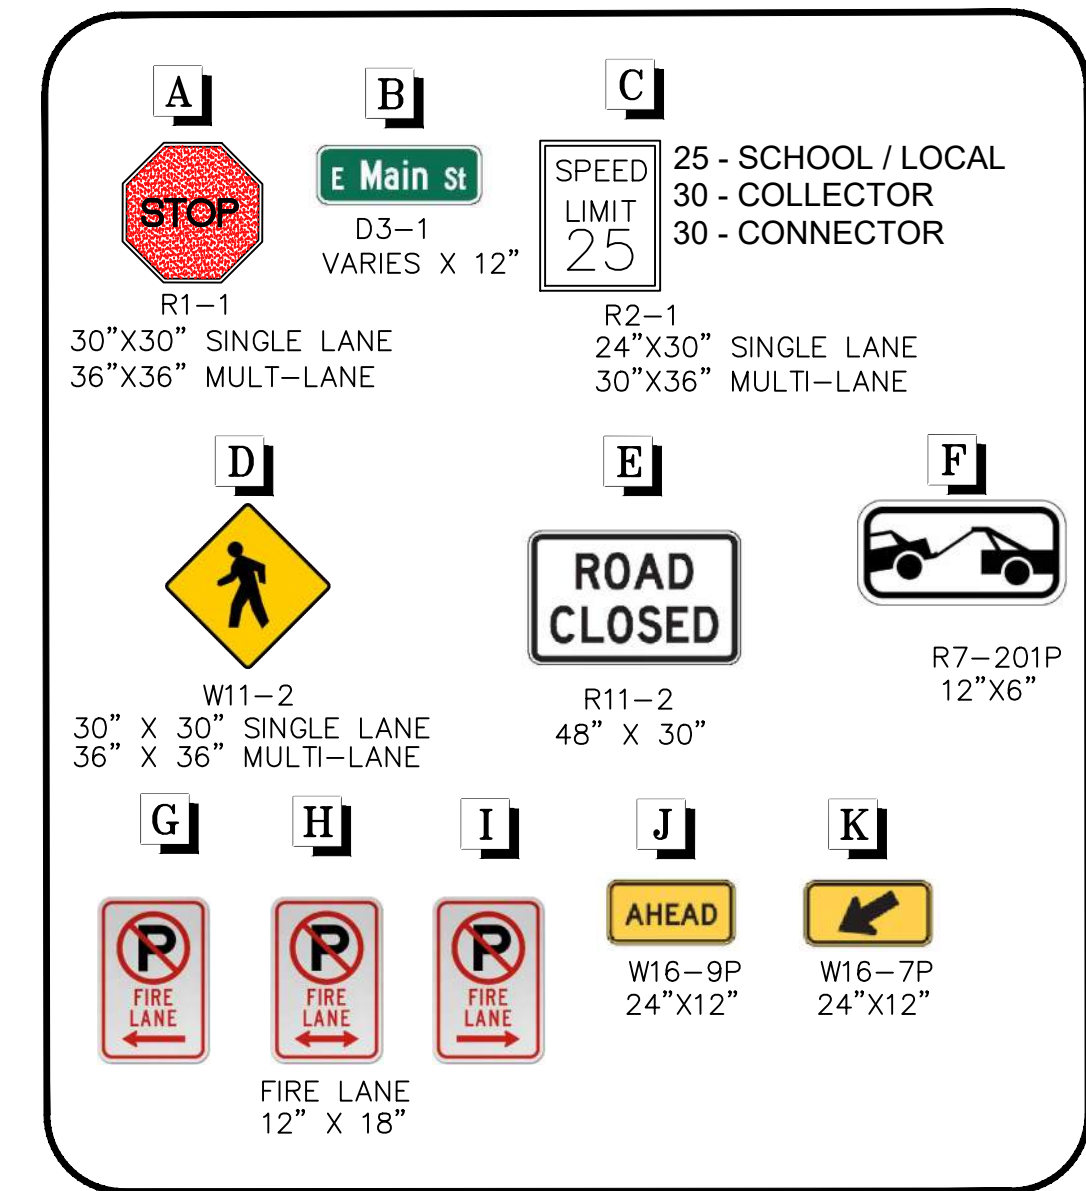 A
B
C
STOP
E Main St
SPEED
LIMIT
25
25 - SCHOOL / LOCAL
30 - COLLECTOR
30 - CONNECTOR
R1-1
30"X30" SINGLE LANE
36"X36" MULT-LANE
D3-1
VARIES X 12"
R2-1
24"X30" SINGLE LANE
30"X36" MULTI-LANE
D
E
F
ROAD
CLOSED
W11-2
30" X 30" SINGLE LANE
36" X 36" MULTI-LANE
R11-2
48" X 30"
R7-201P
12"X6"
G
H
I
J
K
P
FIRE
LANE
P
FIRE
LANE
P
FIRE
LANE
AHEAD
W16-9P
24"X12"
W16-7P
24"X12"
FIRE LANE
12" X 18"